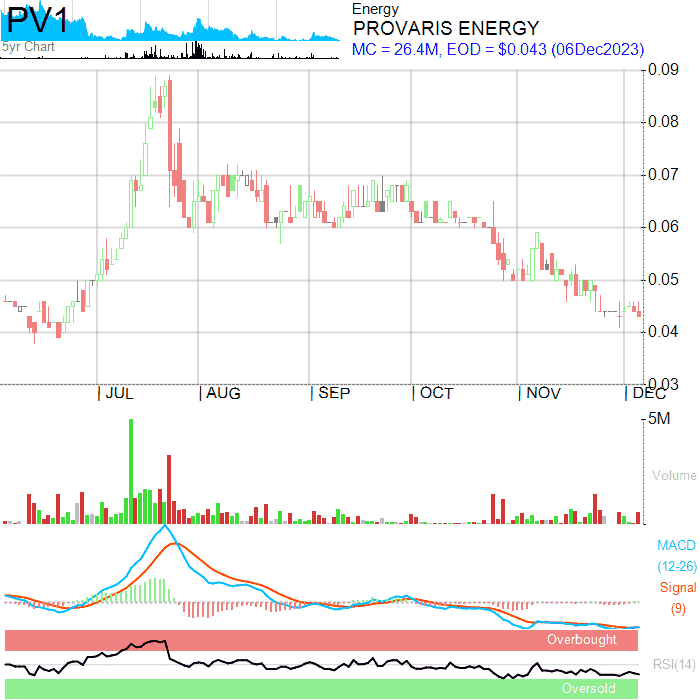 PV1
5yr Chart
Energy
PROVARIS ENERGY
MC = 26.4M, EOD = $0.043 (06Dec2023)
0.09
0.08
0.07
0.06
0.05
0.04
0.03
JUL
AUG
SEP
OCT
NOV
DEC
5M
Volume
MACD
(12-26)
Signal
(9)
Overbought
RSI(14)
Oversold